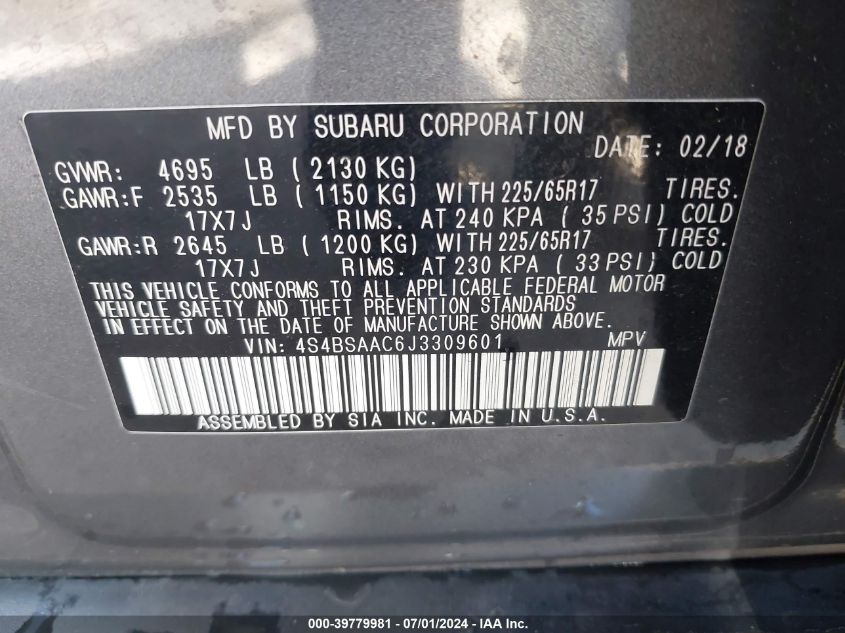 MFD BY SUBARU CORPORATION
DATE: 02/18
GVWR: 4695 LB ( 2130 KG)
GAWR:F 2535 LB ( 1150 KG) WITH 225/65R17 TIRES.
17X7J RIMS. AT 240 KPA ( 35 PSI) COLD
GAWR:R 2645 LB ( 1200 KG) WITH 225/65R17 TIRES.
17X7J RIMS. AT 230 KPA ( 33 PSI) COLD
THIS VEHICLE CONFORMS TO ALL APPLICABLE FEDERAL MOTOR
VEHICLE SAFETY AND THEFT PREVENTION STANDARDS
IN EFFECT ON THE DATE OF MANUFACTURE SHOWN ABOVE.
VIN: 4S4BSAAC6J3309601 MPV
ASSEMBLED BY SIA INC. MADE IN U.S.A.
000-39779981 - 07/01/2024 - IAA Inc.